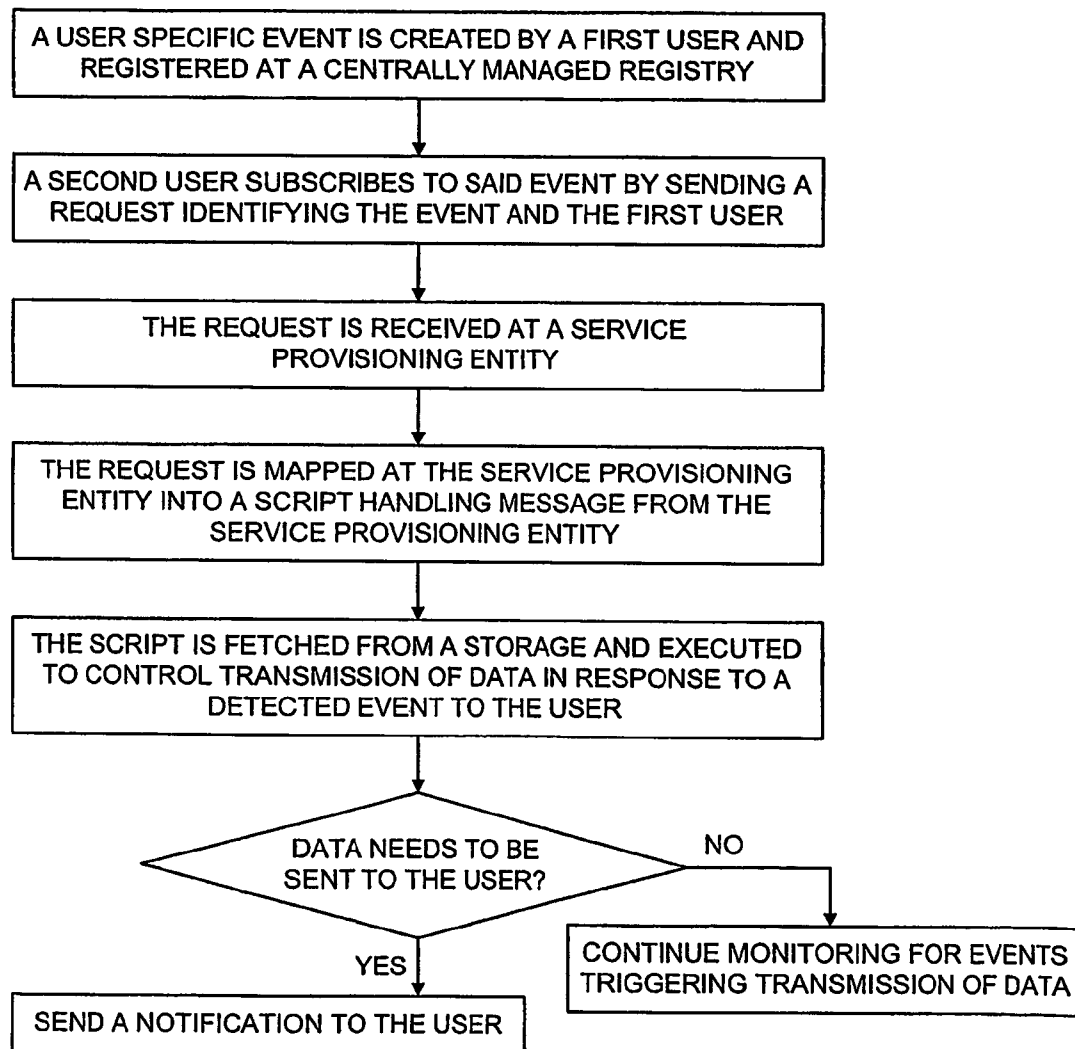 A USER SPECIFIC EVENT IS CREATED BY A FIRST USER AND
REGISTERED AT A CENTRALLY MANAGED REGISTRY
A SECOND USER SUBSCRIBES TO SAID EVENT BY SENDING A
REQUEST IDENTIFYING THE EVENT AND THE FIRST USER
THE REQUEST IS RECEIVED AT A SERVICE
PROVISIONING ENTITY
THE REQUEST IS MAPPED AT THE SERVICE PROVISIONING
ENTITY INTO A SCRIPT HANDLING MESSAGE FROM THE
SERVICE PROVISIONING ENTITY
THE SCRIPT IS FETCHED FROM A STORAGE AND EXECUTED
TO CONTROL TRANSMISSION OF DATA IN RESPONSE TO A
DETECTED EVENT TO THE USER
DATA NEEDS TO BE
SENT TO THE USER?
NO
YES
CONTINUE MONITORING FOR EVENTS
TRIGGERING TRANSMISSION OF DATA
SEND A NOTIFICATION TO THE USER